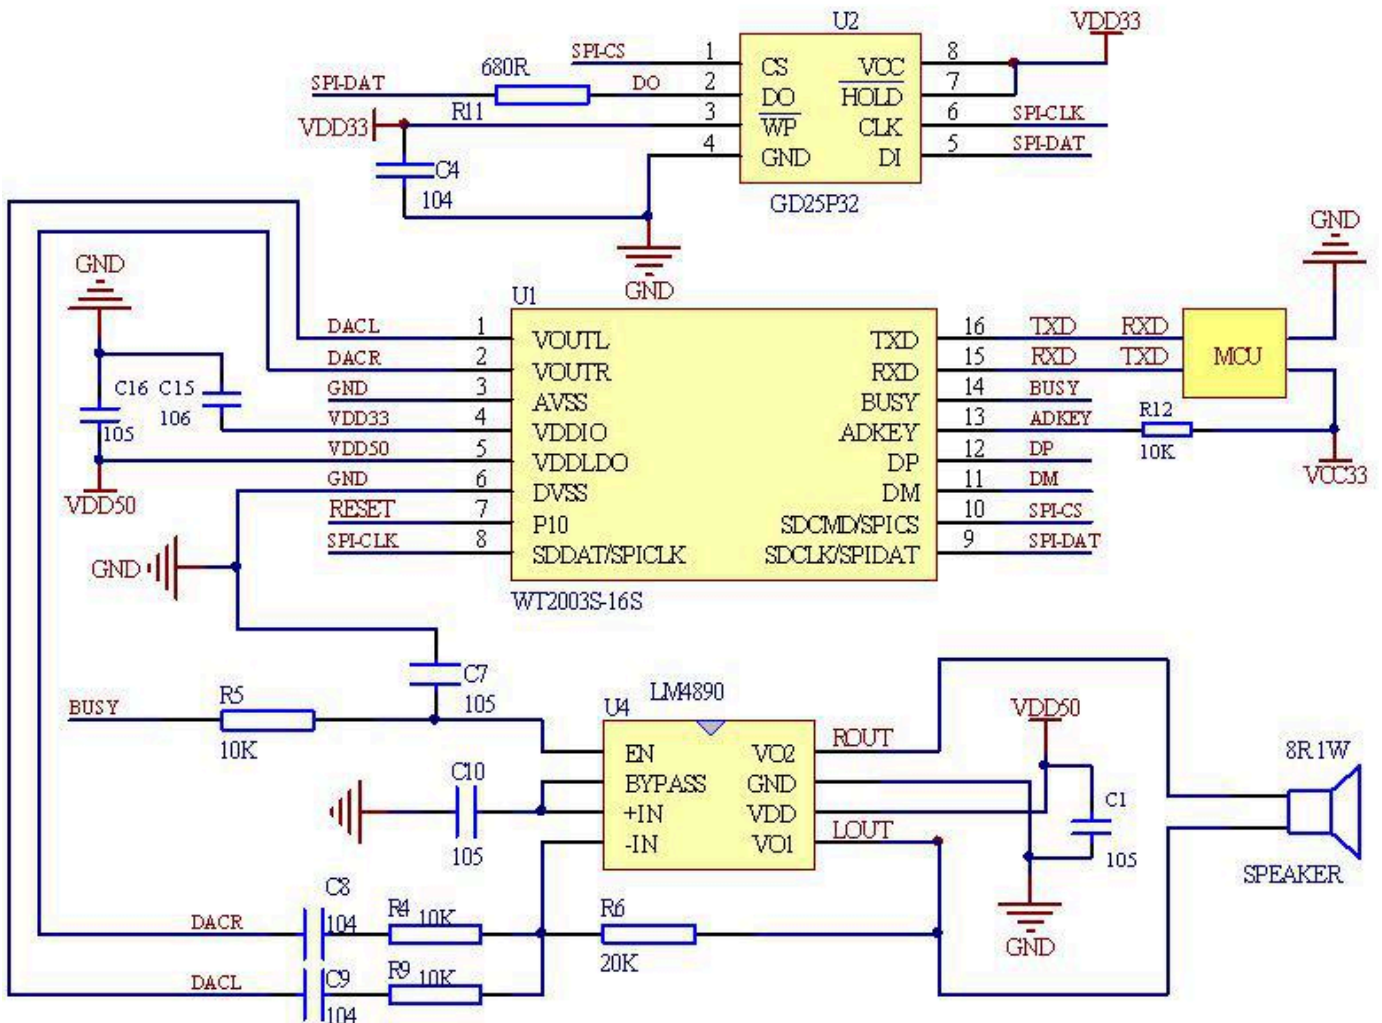 U2
VDD33
SPI-CS 1 CS VCC 8
680R
SPI-DAT DO 2 DO HOLD 7
R11
VDD33 3 WP CLK 6 SPI-CLK
4 GND DI 5 SPI-DAT
C4
104
GD25P32
GND
GND
GND
U1
DACL 1 VOUTL TXD 16 TXD RXD
DACR 2 VOUTR RXD 15 RXD TXD
MCU
GND 3 AVSS BUSY 14 BUSY
C16 C15
105 106
VDD33 4 VDDIO ADKEY 13 ADKEY R12
10K
VDD50 5 VDDLDO DP 12 DP
VCC33
GND 6 DVSS DM 11 DM
VDD50
RESET 7 P10 SDCMD/SPICS 10 SPI-CS
SPI-CLK 8 SDDAT/SPICLK SDCLK/SPIDAT 9 SPI-DAT
GND
WT2003S-16S
C7
105
R5
BUSY
10K
LM4890
U4
VDD50
EN VO2 ROUT
8R 1W
C10
BYPASS GND
+IN VDD
C1
105
-IN VO1 LOUT
105
SPEAKER
C8
104
DACR R4 10K R6
20K
GND
DACL C9 R9 10K
104